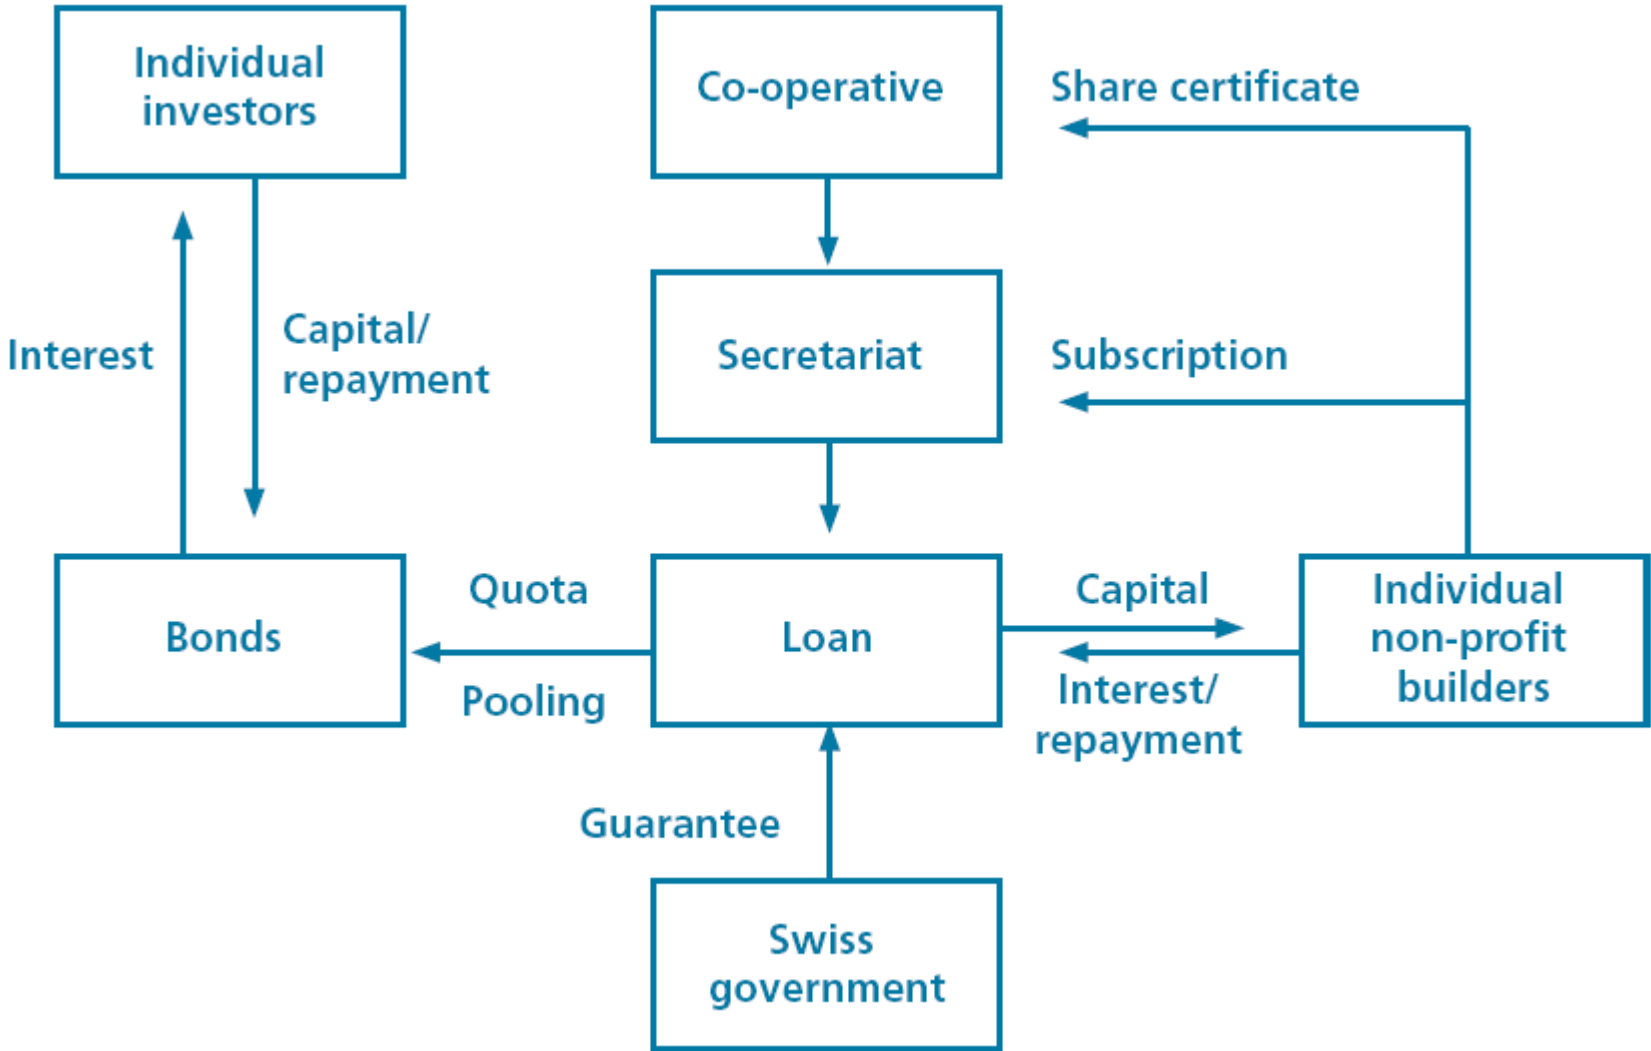 Individual
investors
Co-operative
Share certificate
Interest
Capital/
repayment
Secretariat
Subscription
Bonds
Quota
Pooling
Loan
Capital
Interest/
repayment
Individual
non-profit
builders
Guarantee
Swiss
government